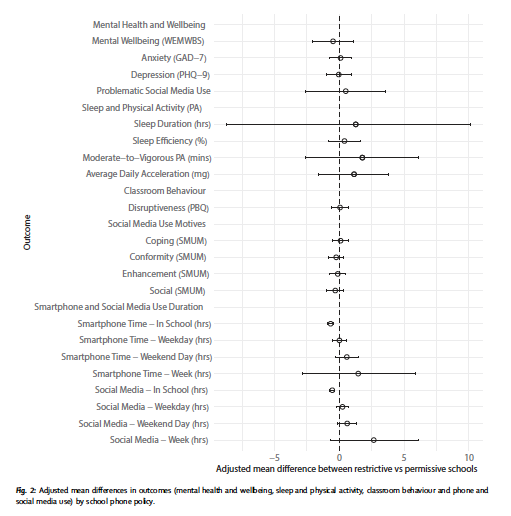 Mental Health and Wellbeing
Mental Wellbeing (WEMWBS)
Anxiety (GAD−7)
Depression (PHQ−9)
Problematic Social Media Use
Sleep and Physical Activity (PA)
Sleep Duration (hrs)
Sleep Efficiency (%)
Moderate−to−Vigorous PA (mins)
Average Daily Acceleration (mg)
Classroom Behaviour
Disruptiveness (PBQ)
Social Media Use Motives
Coping (SMUM)
Conformity (SMUM)
Enhancement (SMUM)
Social (SMUM)
Smartphone and Social Media Use Duration
Smartphone Time − In School (hrs)
Smartphone Time − Weekday (hrs)
Smartphone Time − Weekend Day (hrs)
Smartphone Time − Week (hrs)
Social Media − In School (hrs)
Social Media − Weekday (hrs)
Social Media − Weekend Day (hrs)
Social Media − Week (hrs)
Outcome
−5 0 5 10
Adjusted mean difference between restrictive vs permissive schools
Fig. 2: Adjusted mean differences in outcomes (mental health and wellbeing, sleep and physical activity, classroom behaviour and phone and
social media use) by school phone policy.